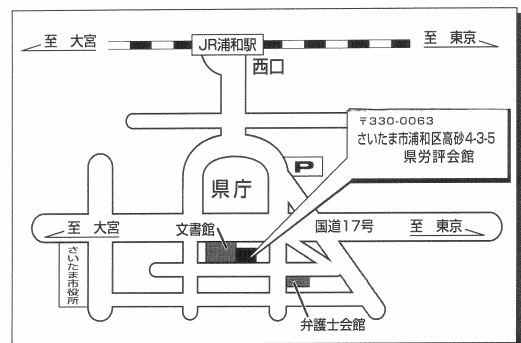 至 大宮
JR浦和駅
至 東京
西口
〒330-0063
さいたま市浦和区高砂4-3-5
県労評会館
P
県庁
至 大宮
文書館
国道17号
至 東京
さいたま市役所
弁護士会館